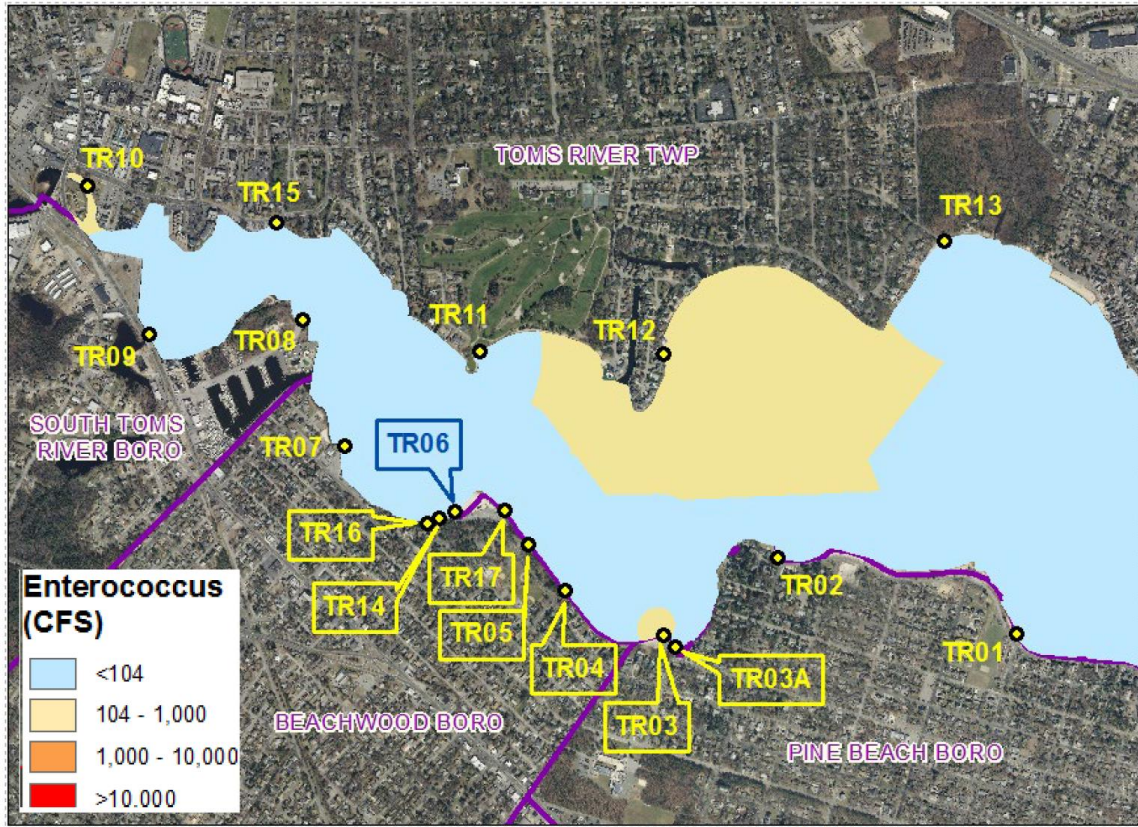 TOMS RIVER TWP
TR10
TR15
TR13
TR11
TR12
TR08
TR09
SOUTH TOMS
RIVER BORO
TR07
TR06
TR16
TR17
TR14
TR05
TR04
TR02
TR01
TR03A
TR03
BEACHWOOD BORO
PINE BEACH BORO
Enterococcus
(CFS)
<104
104 - 1,000
1,000 - 10,000
>10.000